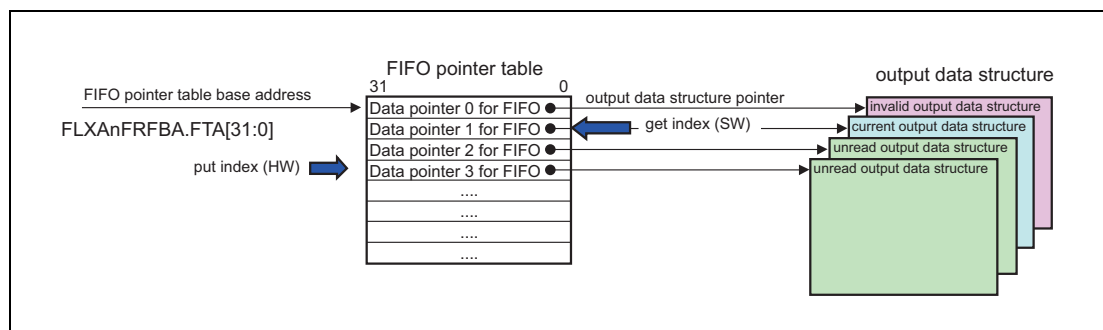 FIFO pointer table
31 0
FIFO pointer table base address
FLXAnFRFBA.FTA[31:0]
put index (HW)
Data pointer 0 for FIFO
Data pointer 1 for FIFO
Data pointer 2 for FIFO
Data pointer 3 for FIFO
....
....
....
....
output data structure pointer
get index (SW)
output data structure
invalid output data structure
current output data structure
unread output data structure
unread output data structure